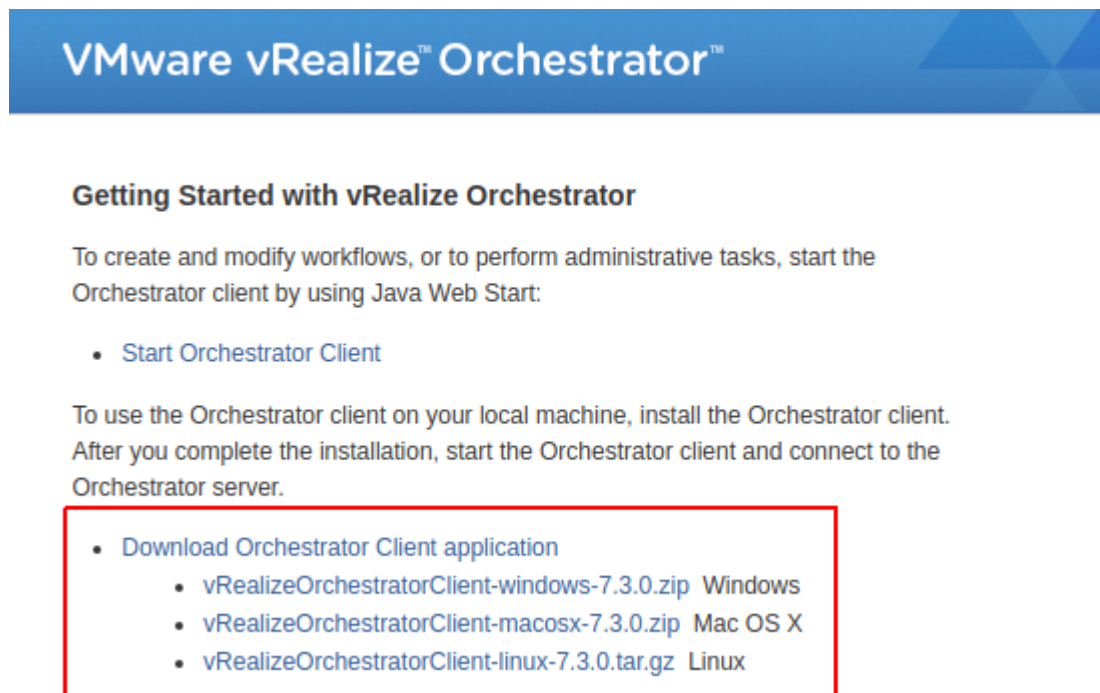 VMware vRealize™ Orchestrator™
Getting Started with vRealize Orchestrator
To create and modify workflows, or to perform administrative tasks, start the
Orchestrator client by using Java Web Start:
• Start Orchestrator Client
To use the Orchestrator client on your local machine, install the Orchestrator client.
After you complete the installation, start the Orchestrator client and connect to the
Orchestrator server.
• Download Orchestrator Client application
• vRealizeOrchestratorClient-windows-7.3.0.zip Windows
• vRealizeOrchestratorClient-macosx-7.3.0.zip Mac OS X
• vRealizeOrchestratorClient-linux-7.3.0.tar.gz Linux